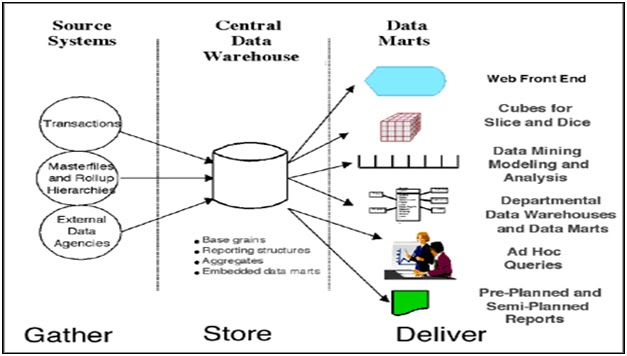 Source
Systems
Central
Data
Warehouse
Data
Marts
Transactions
Masterfiles
and Rollup
Hierarchies
External
Data
Agencies
• Base grains
• Reporting structures
• Aggregates
• Embedded data marts
Web Front End
Cubes for
Slice and Dice
Data Mining
Modeling and
Analysis
Departmental
Data Warehouses
and Data Marts
Ad Hoc
Queries
Pre-Planned and
Semi-Planned
Reports
Gather
Store
Deliver